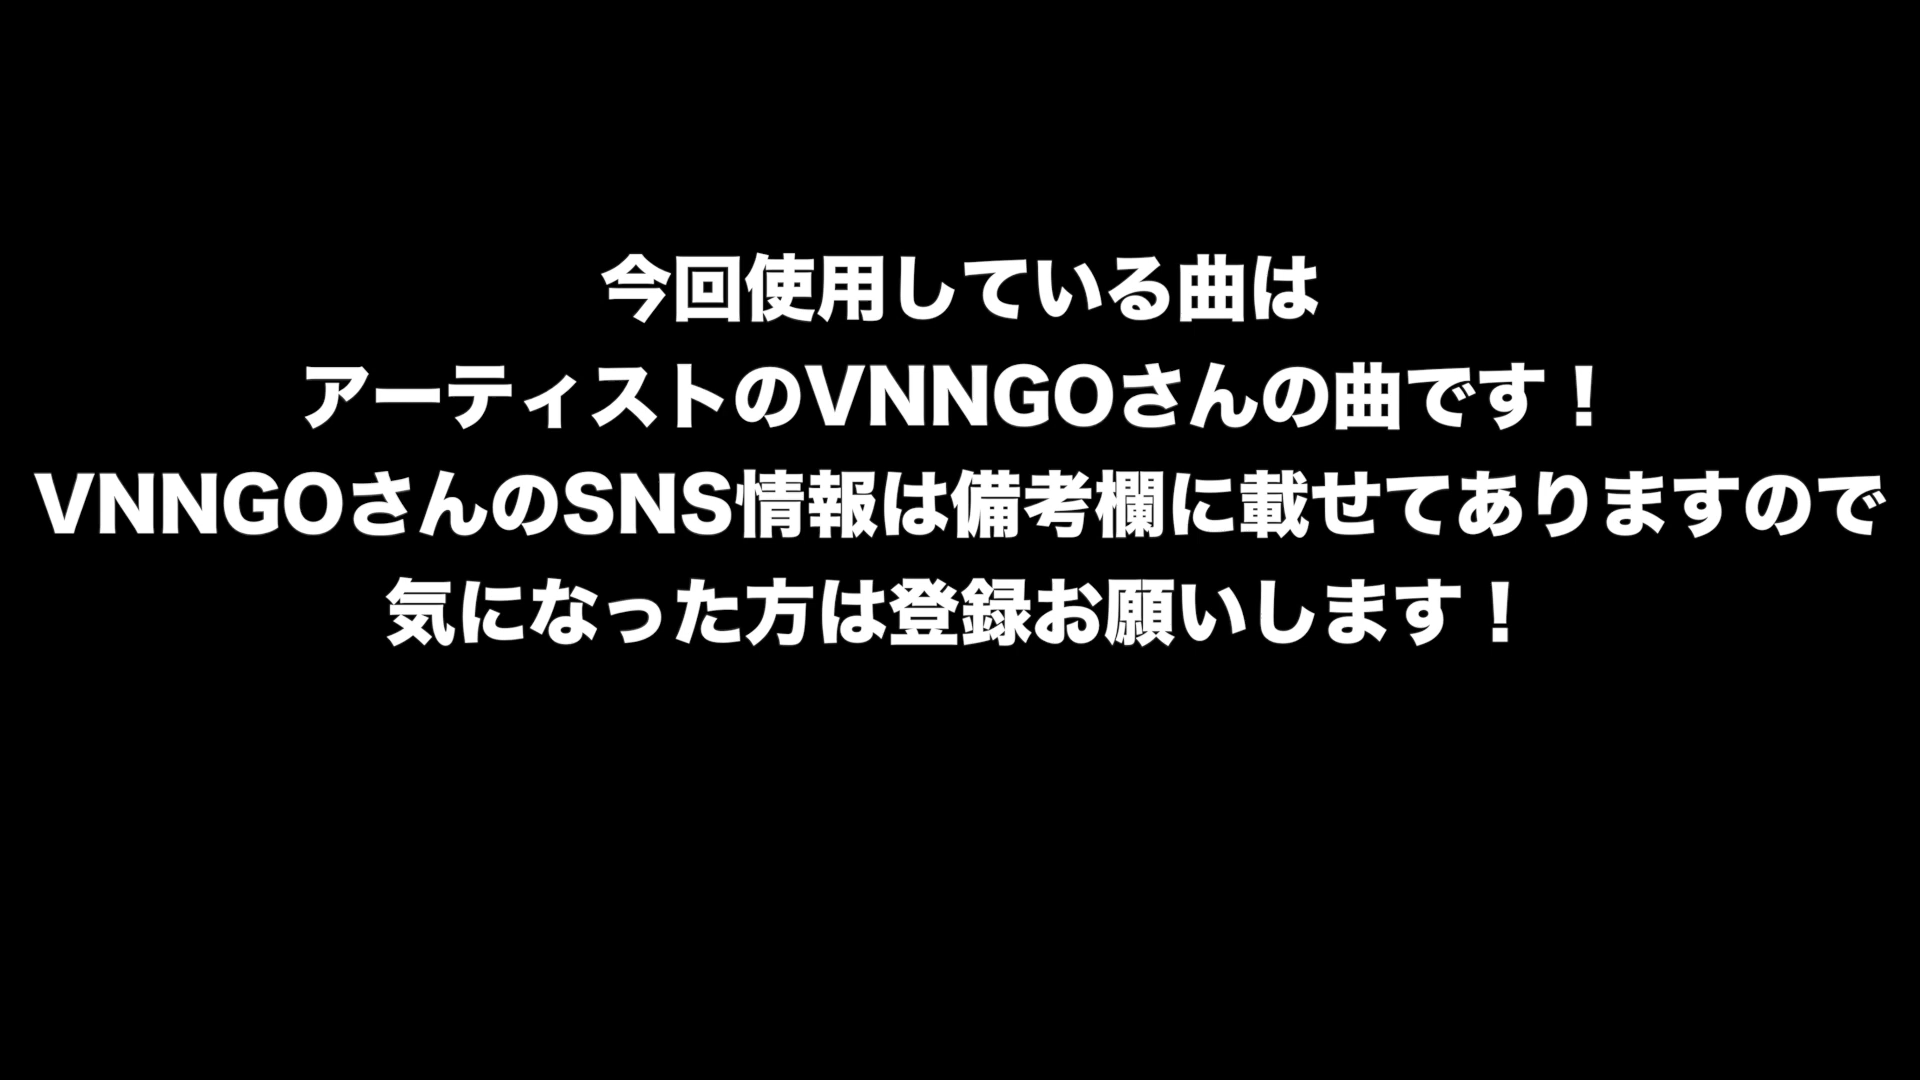 今回使用している曲は
アーティストのVNNGOさんの曲です！
VNNGOさんのSNS情報は備考欄に載せてありますので
気になった方は登録お願いします！